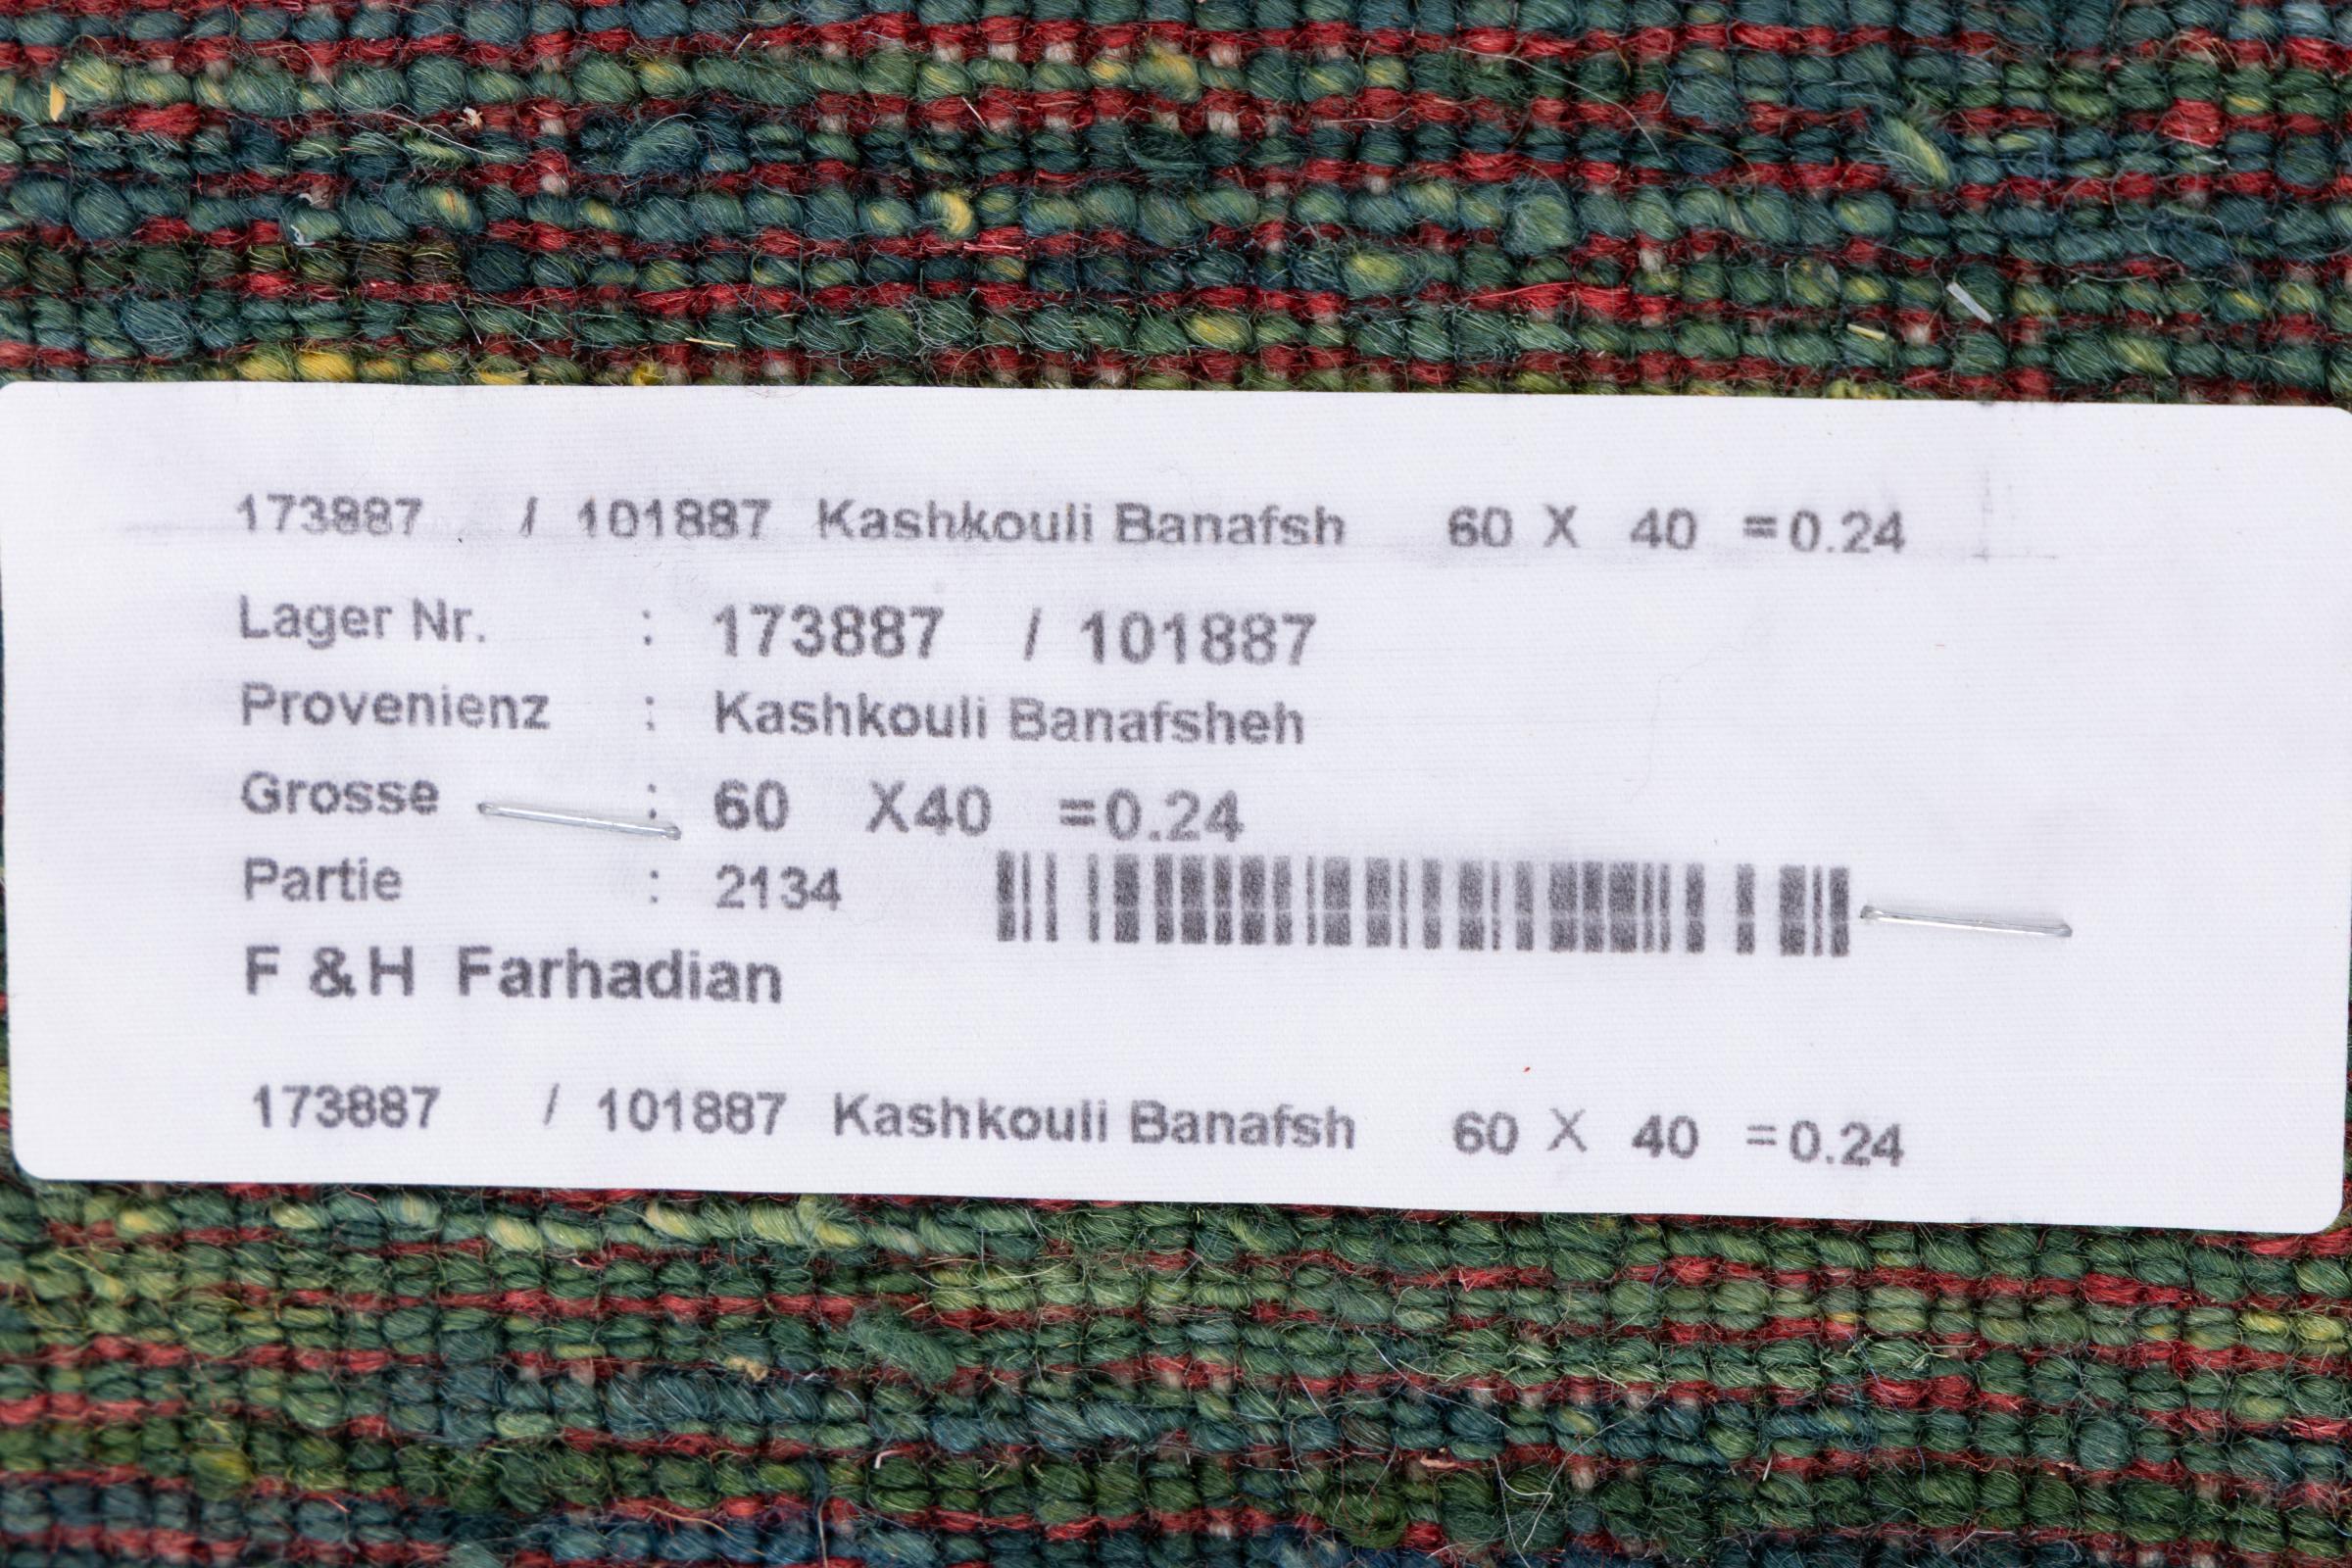 173887 / 101887 Kashkouli Banafsh 60 X 40 =0.24
Lager Nr. : 173887 / 101887
Provenienz : Kashkouli Banafsheh
Grosse : 60 X40 =0.24
Partie : 2134
F &H Farhadian
173887 / 101887 Kashkouli Banafsh 60 X 40 =0.24